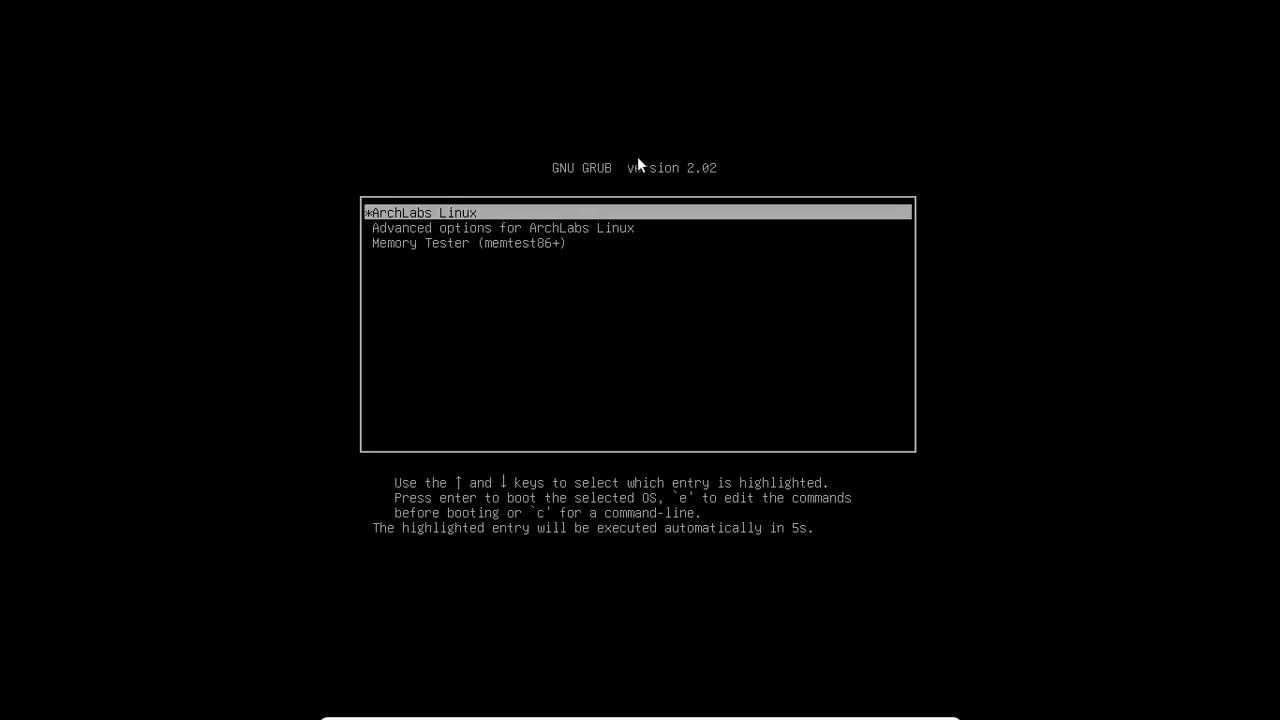 GNU GRUB  version 2.02
*ArchLabs Linux
Advanced options for ArchLabs Linux
Memory Tester (memtest86+)
Use the ↑ and ↓ keys to select which entry is highlighted.
Press enter to boot the selected OS, `e' to edit the commands
before booting or `c' for a command-line.
The highlighted entry will be executed automatically in 5s.